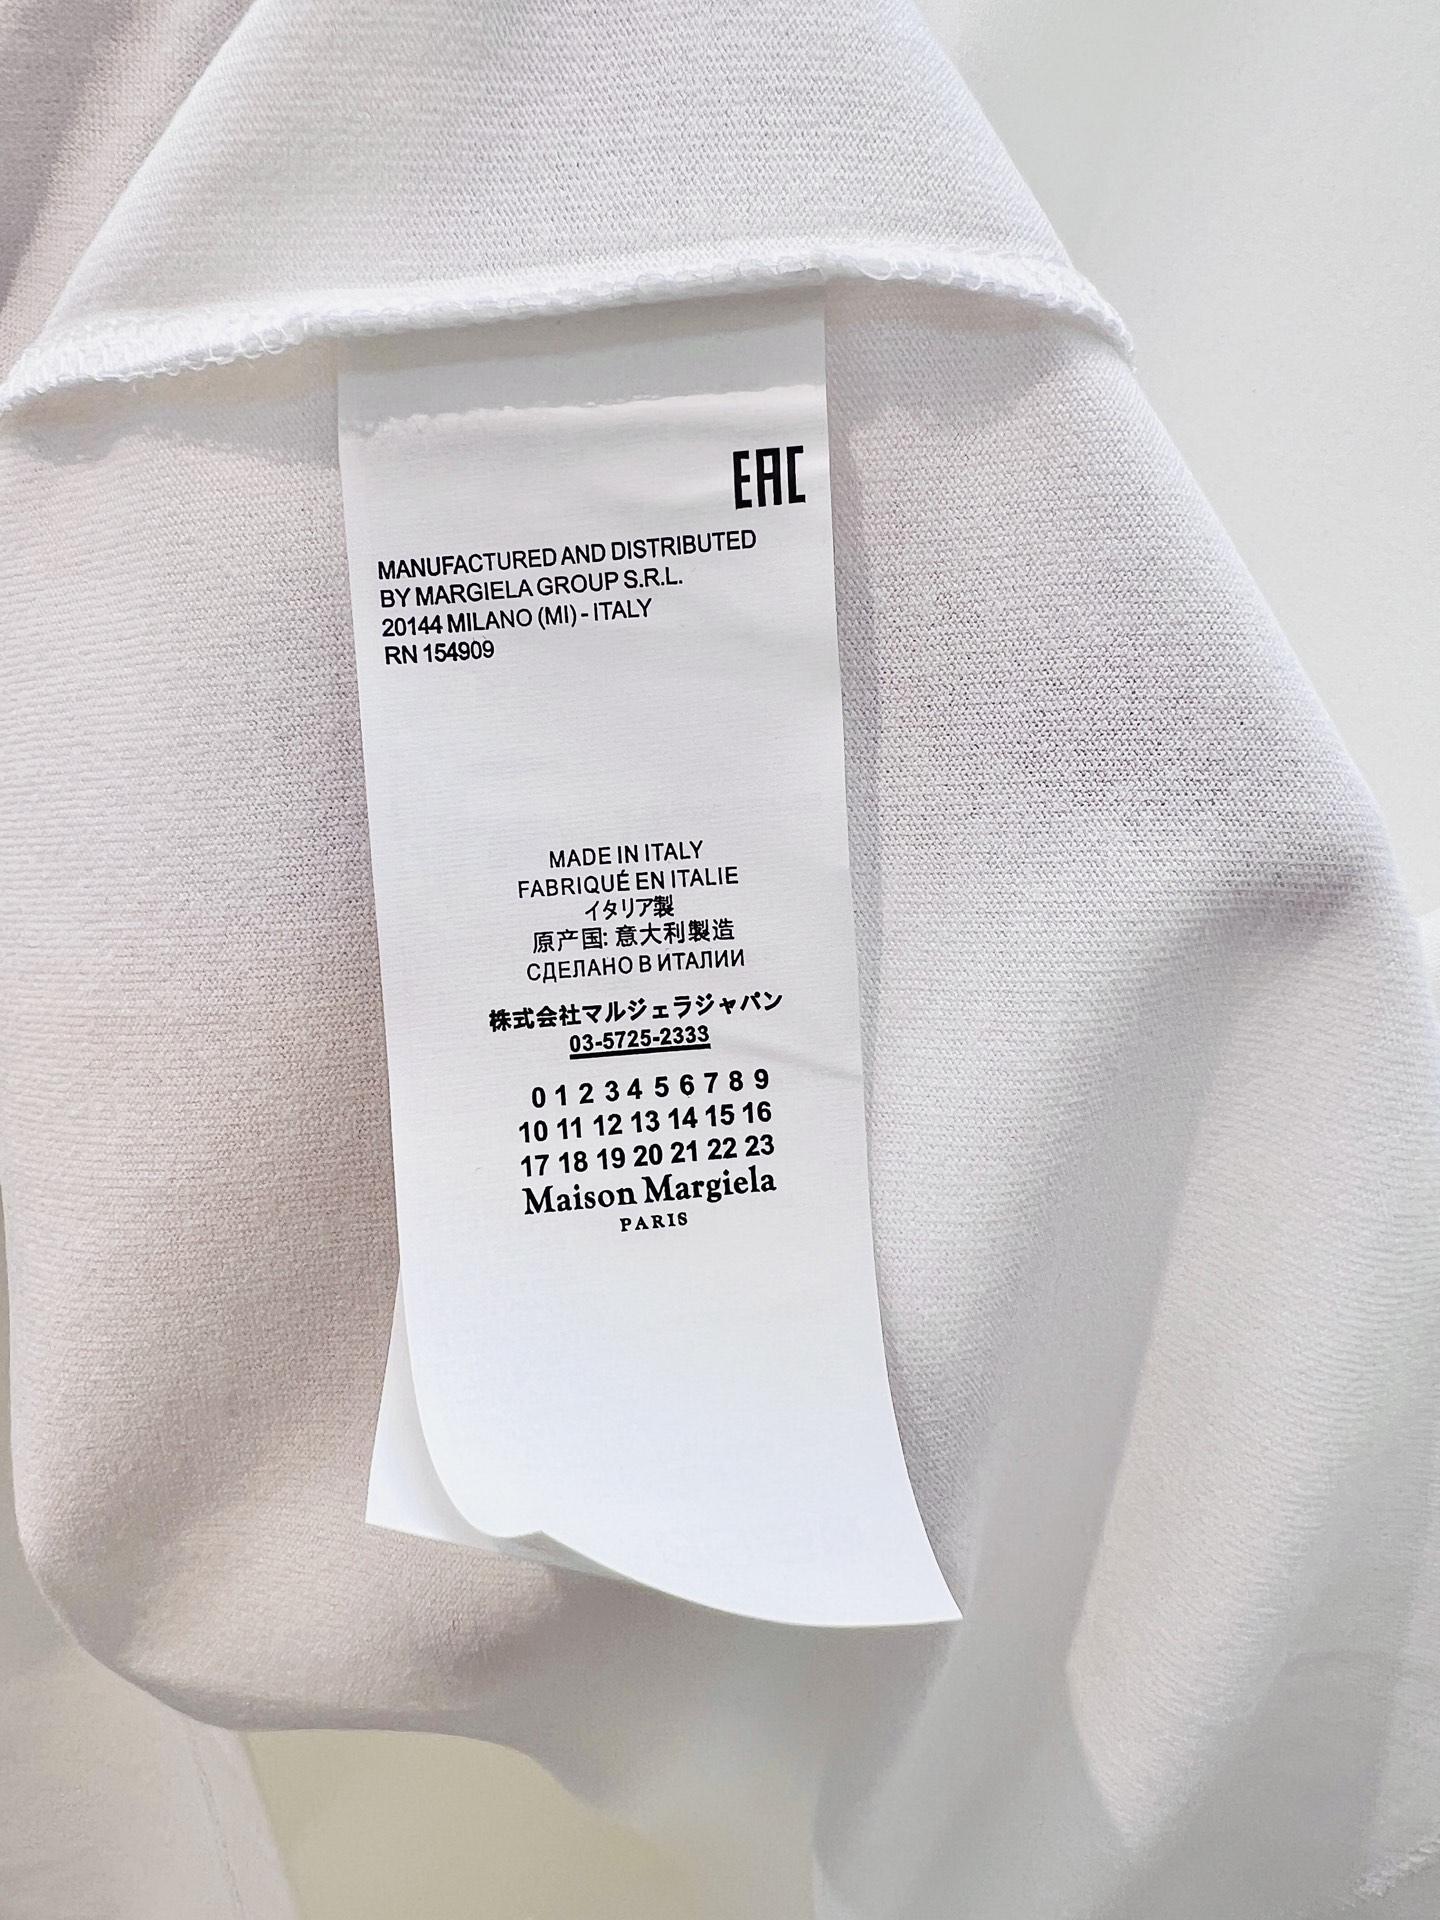 EAC
MANUFACTURED AND DISTRIBUTED
BY MARGIELA GROUP S.R.L.
20144 MILANO (MI) - ITALY
RN 154909
MADE IN ITALY
FABRIQUÉ EN ITALIE
イタリア製
原产国: 意大利製造
СДЕЛАНО В ИТАЛИИ
株式会社マルジェラジャパン
03-5725-2333
0 1 2 3 4 5 6 7 8 9
10 11 12 13 14 15 16
17 18 19 20 21 22 23
Maison Margiela
PARIS